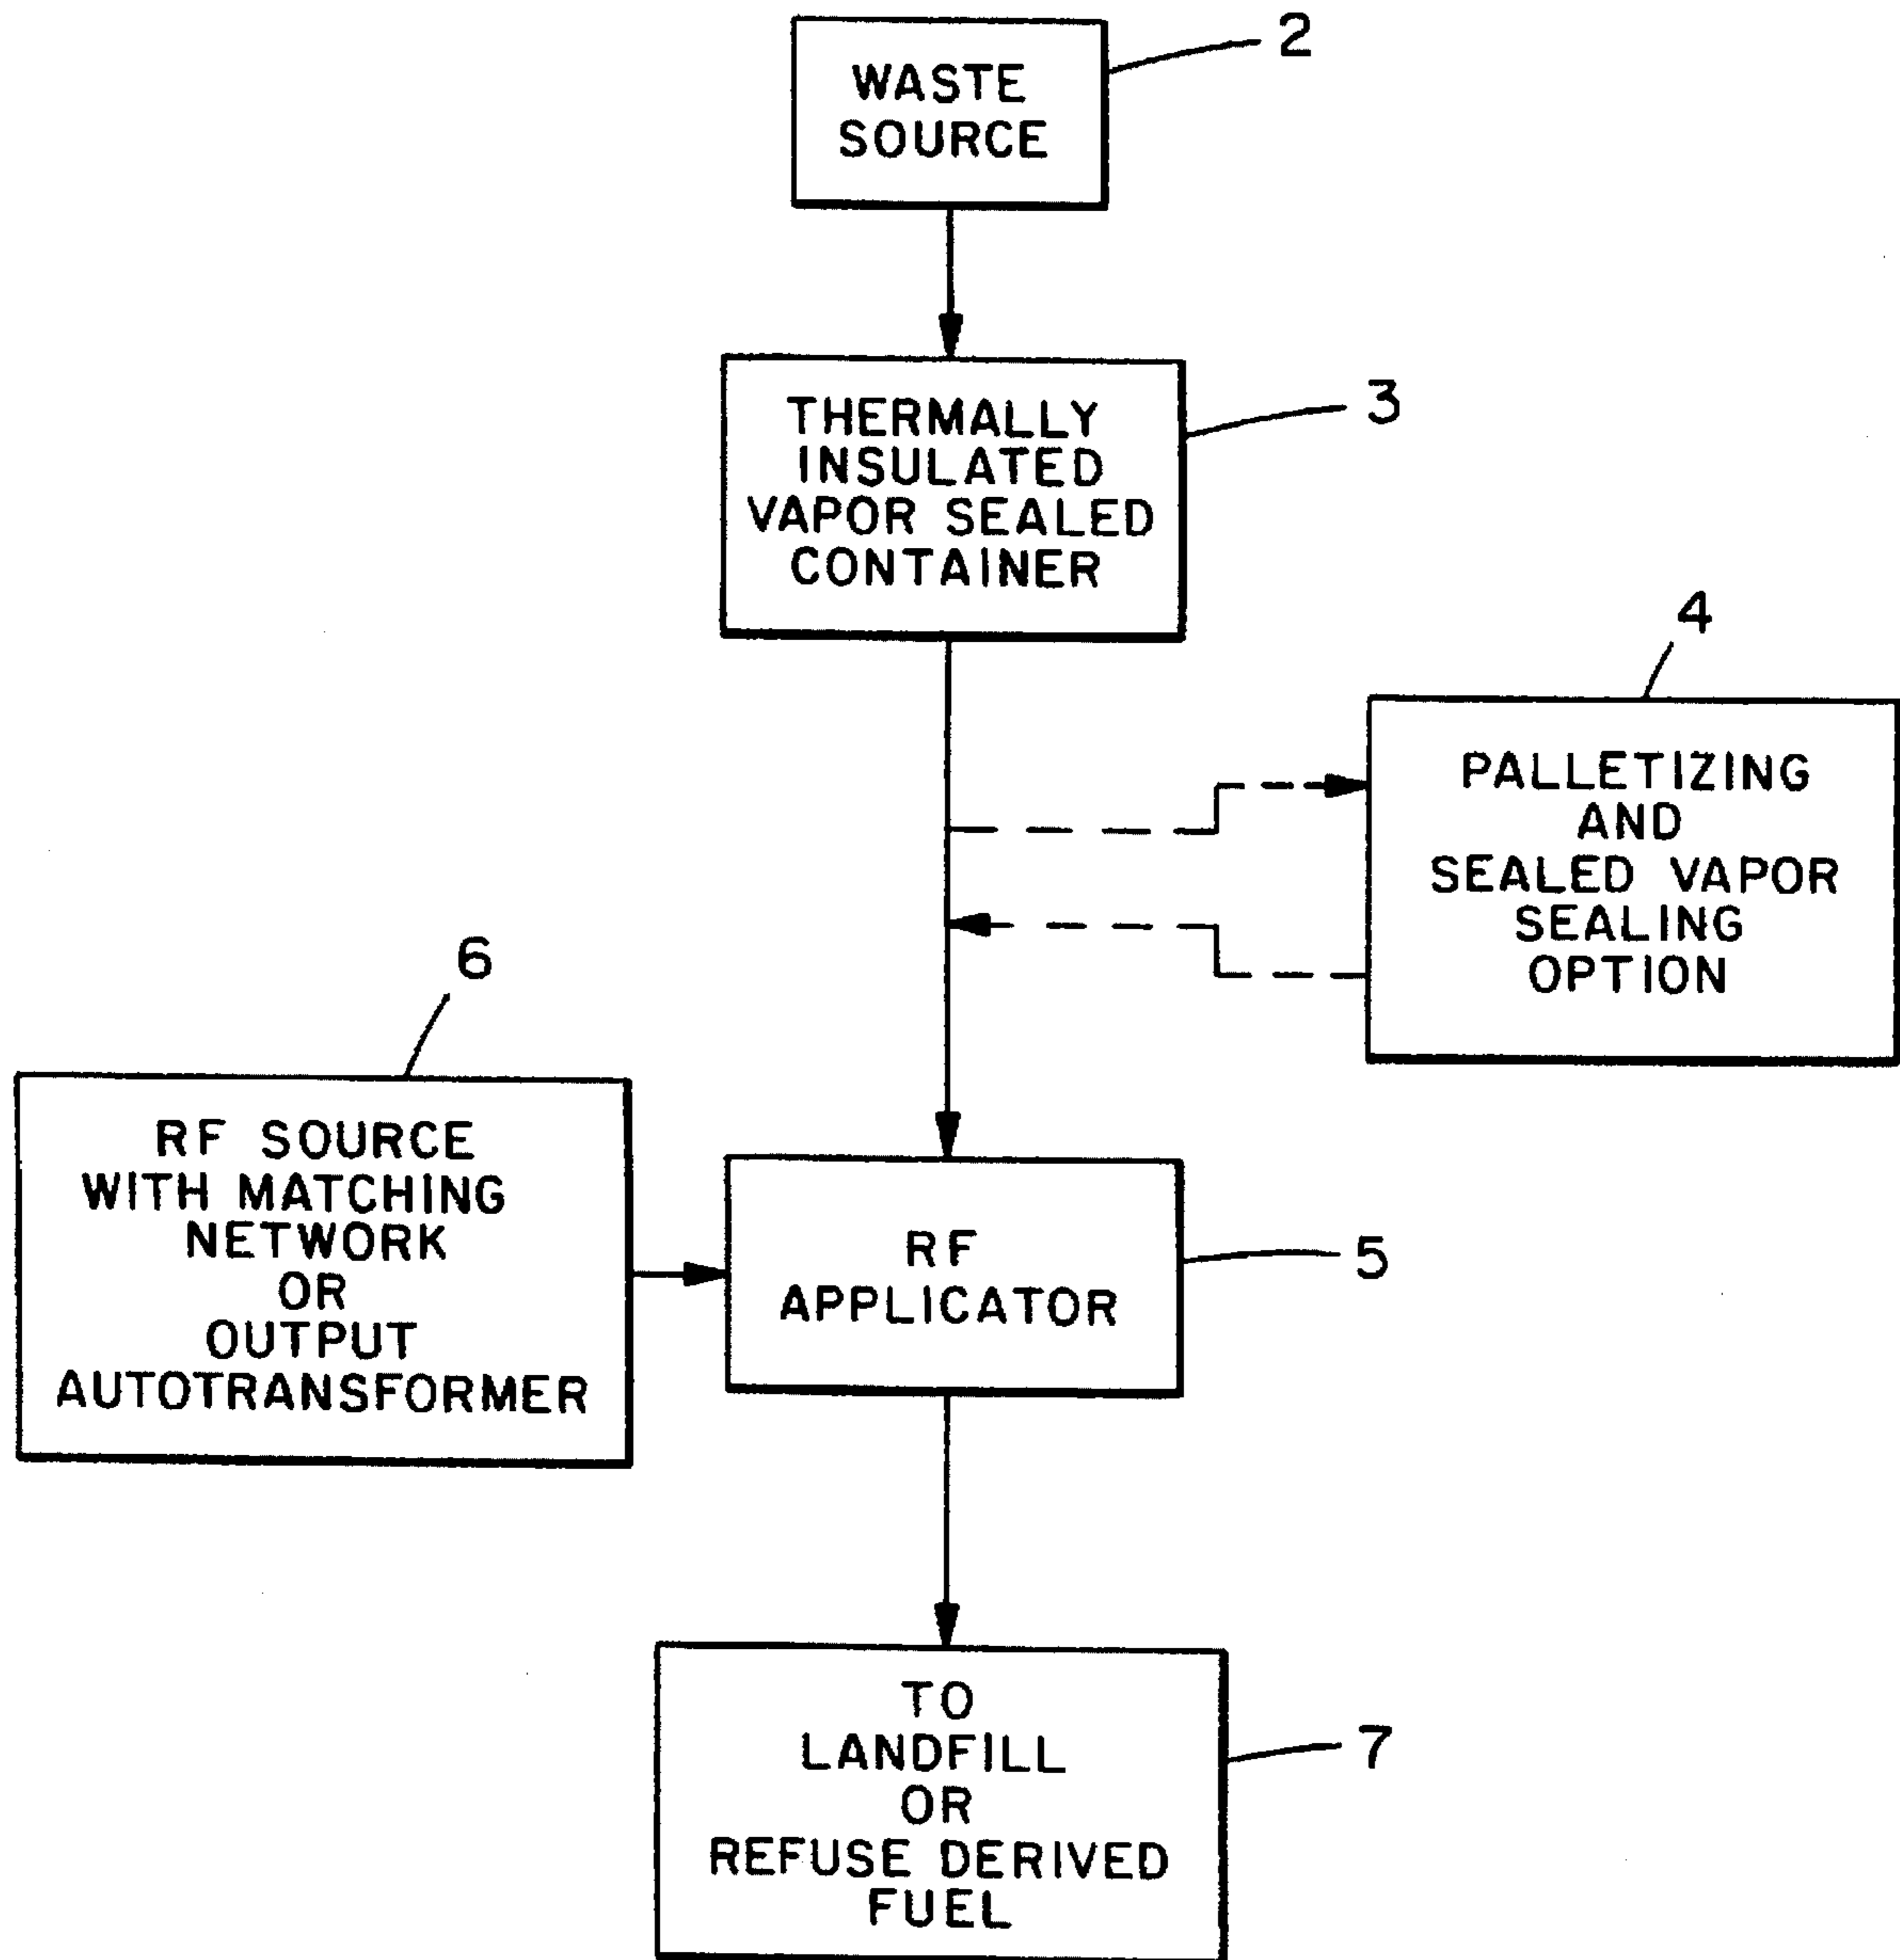 2
WASTE
SOURCE
3
THERMALLY
INSULATED
VAPOR SEALED
CONTAINER
4
PALLETIZING
AND
SEALED VAPOR
SEALING
OPTION
6
RF SOURCE
WITH MATCHING
NETWORK
OR
OUTPUT
AUTOTRANSFORMER
RF
APPLICATOR
5
TO
LANDFILL
OR
REFUSE DERIVED
FUEL
7